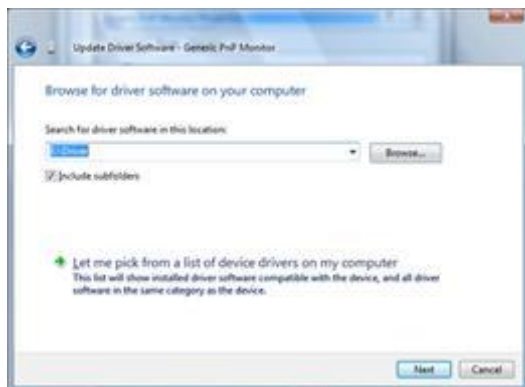 Update Driver Software - Generic PnP Monitor
Browse for driver software on your computer
Search for driver software in this location:
Browse...
Include subfolders
Let me pick from a list of device drivers on my computer
This list will show installed driver software compatible with the device, and all driver
software in the same category as the device.
Next
Cancel